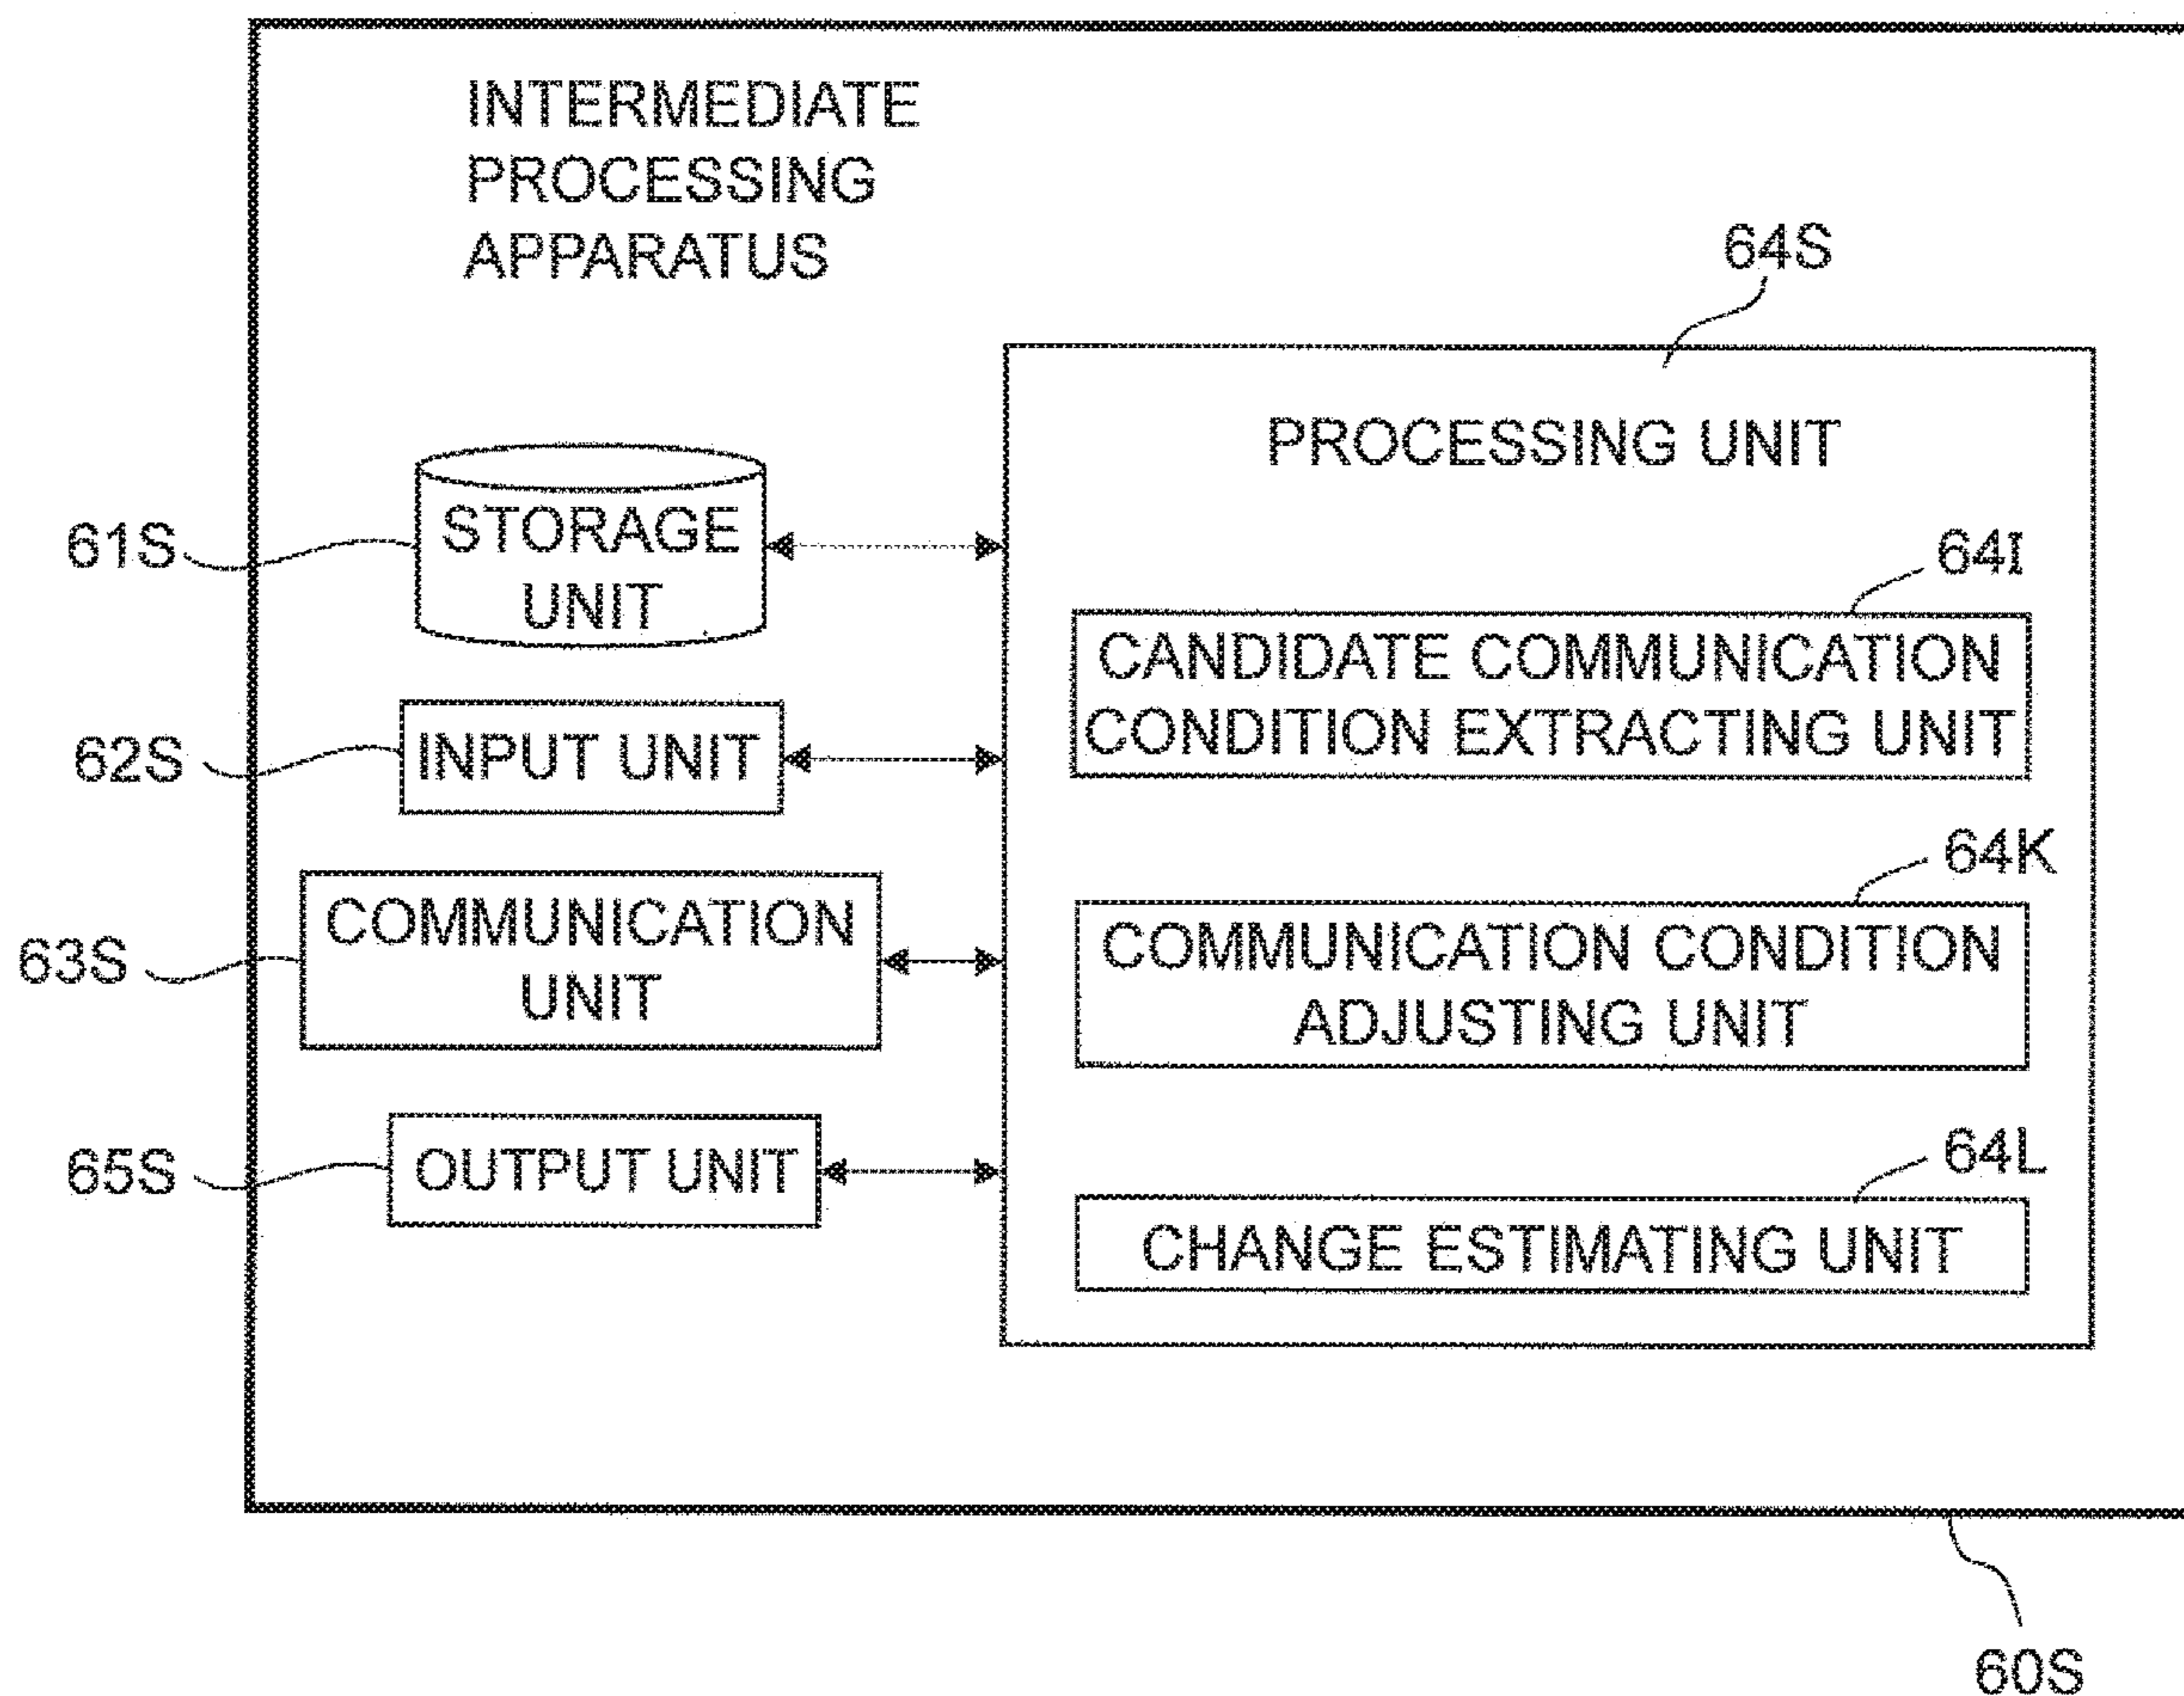 INTERMEDIATE
PROCESSING
APPARATUS
64S
PROCESSING UNIT
61S
STORAGE
UNIT
64I
CANDIDATE COMMUNICATION
CONDITION EXTRACTING UNIT
62S
INPUT UNIT
64K
63S
COMMUNICATION
UNIT
COMMUNICATION CONDITION
ADJUSTING UNIT
65S
OUTPUT UNIT
64L
CHANGE ESTIMATING UNIT
60S